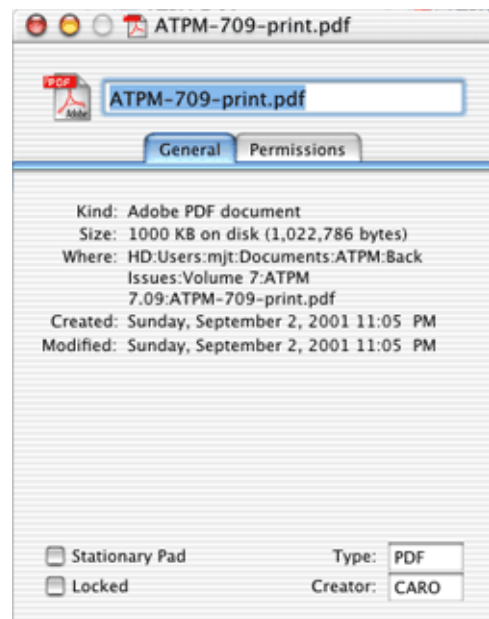 ATPM-709-print.pdf
PDF
Adobe
ATPM-709-print.pdf
General Permissions
Kind: Adobe PDF document
Size: 1000 KB on disk (1,022,786 bytes)
Where: HD:Users:mjt:Documents:ATPM:Back
Issues:Volume 7:ATPM
7.09:ATPM-709-print.pdf
Created: Sunday, September 2, 2001 11:05 PM
Modified: Sunday, September 2, 2001 11:05 PM
Stationary Pad Type: PDF
Locked Creator: CARO